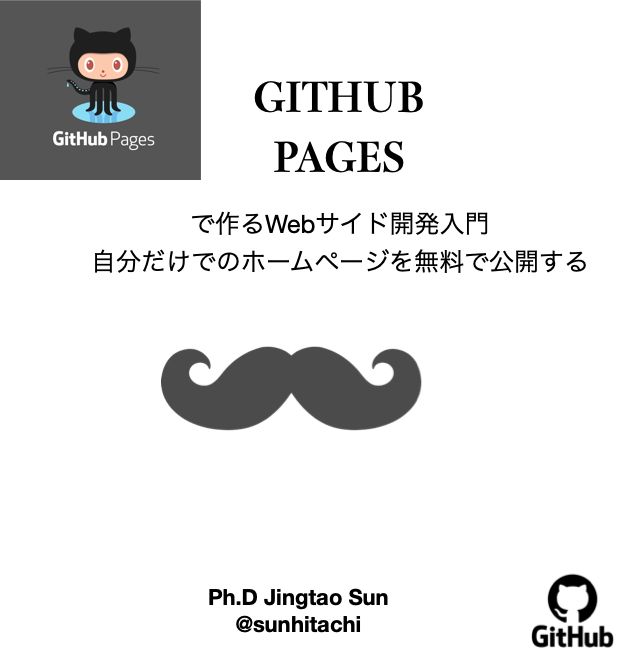 GitHub Pages
GITHUB
PAGES
で作るWebサイド開発入門
自分だけでのホームページを無料で公開する
Ph.D Jingtao Sun
@sunhitachi
GitHub